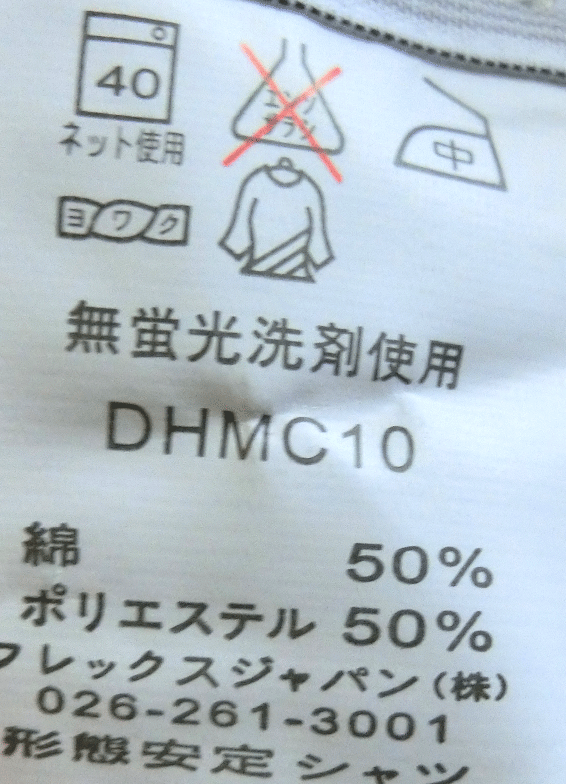 40
エンソ
サラシ
中
ネット使用
ヨワク
無蛍光洗剤使用
DHMC10
綿 50%
ポリエステル 50%
フレックスジャパン(株)
026-261-3001
形態安定シャツ